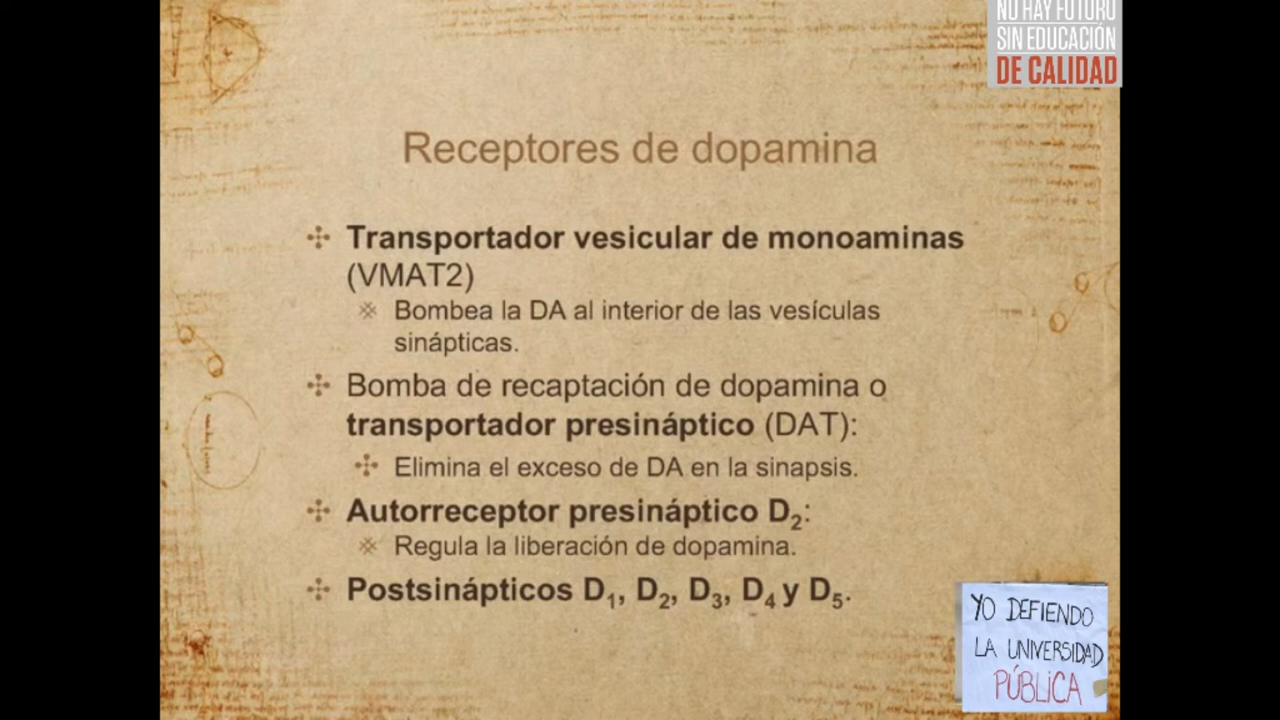 NO HAY FUTURO
SIN EDUCACIÓN
DE CALIDAD
Receptores de dopamina
Transportador vesicular de monoaminas
(VMAT2)
Bombea la DA al interior de las vesículas
sinápticas.
Bomba de recaptación de dopamina o
transportador presináptico (DAT):
Elimina el exceso de DA en la sinapsis.
Autorreceptor presináptico D₂:
Regula la liberación de dopamina.
Postsinápticos D₁, D₂, D₃, D₄ y D₅.
YO DEFIENDO
LA UNIVERSIDAD
PÚBLICA